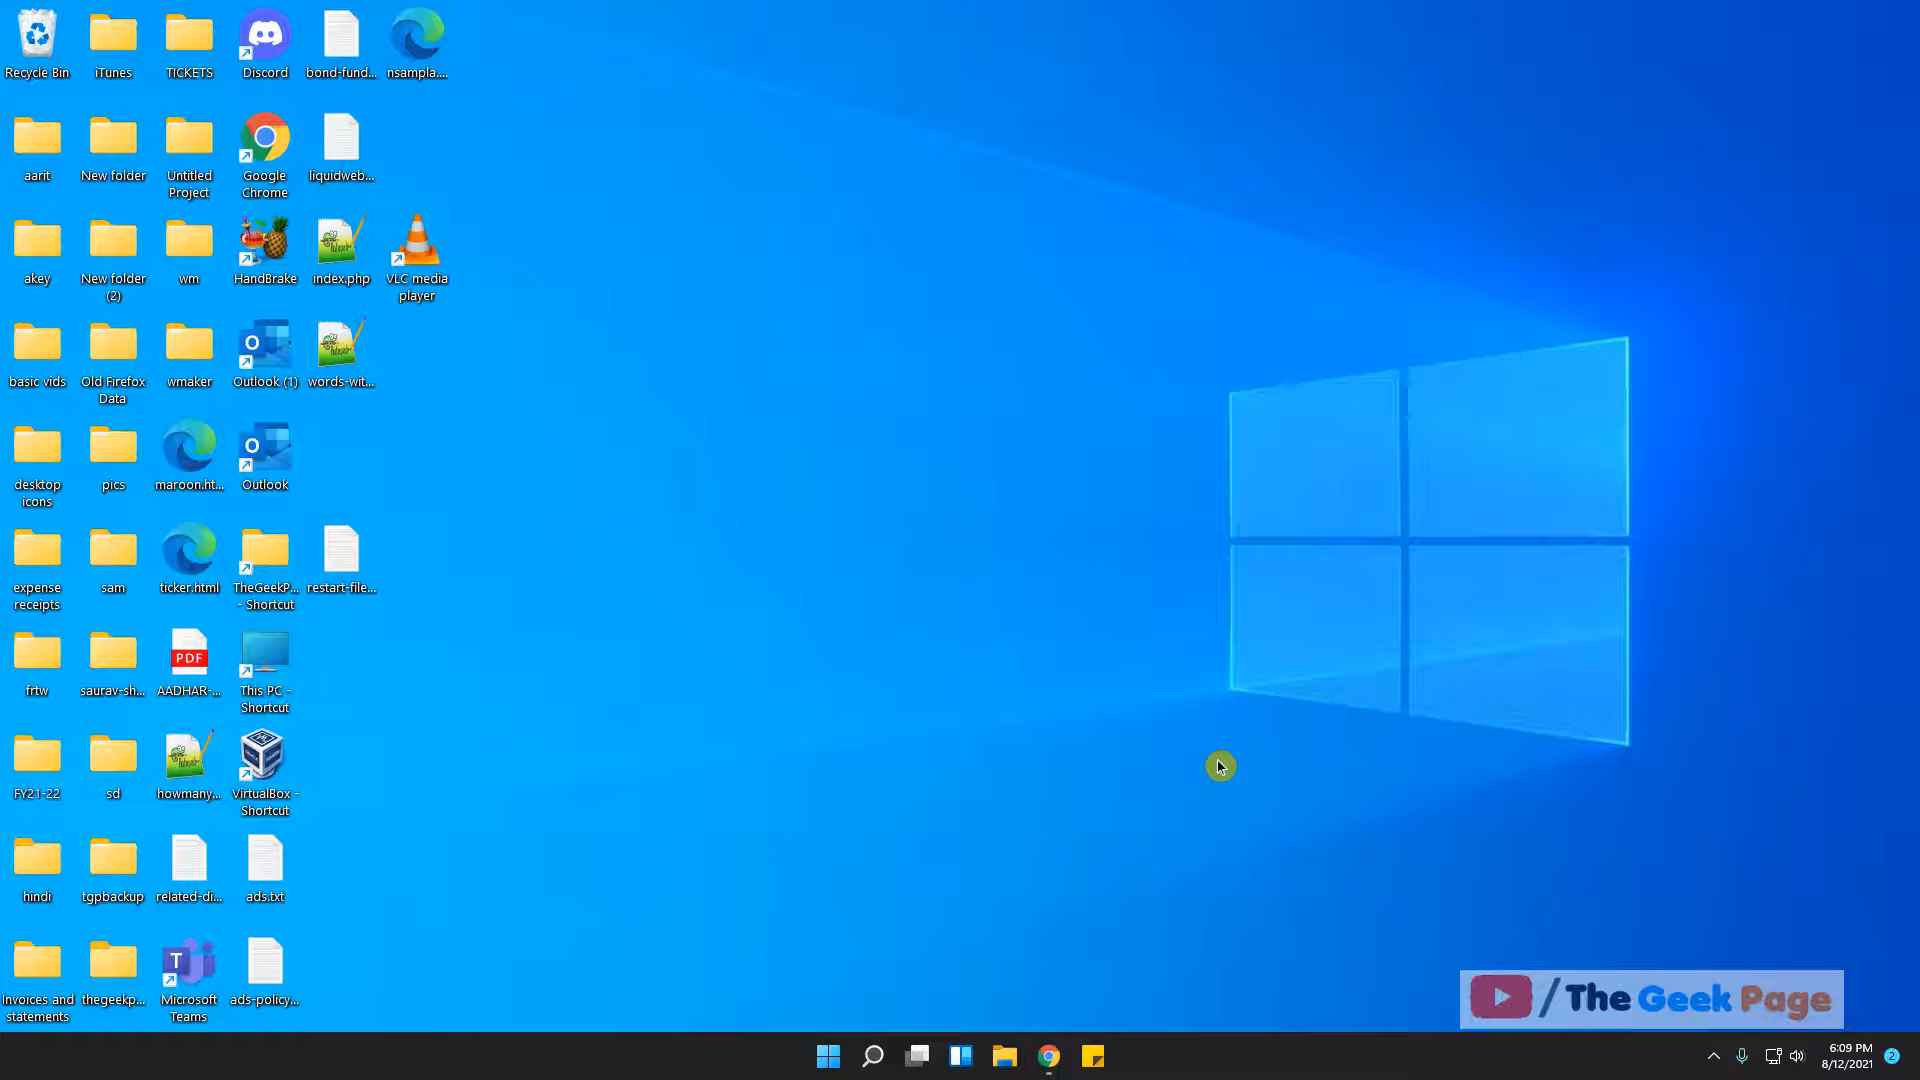 Recycle Bin
iTunes
TICKETS
Discord
bond-fund...
nsampla....
aarit
New folder
Untitled
Project
Google
Chrome
liquidweb...
akey
New folder
(2)
wm
HandBrake
index.php
VLC media
player
basic vids
Old Firefox
Data
wmaker
Outlook (1)
words-wit...
desktop
icons
pics
maroon.ht...
Outlook
expense
receipts
sam
ticker.html
TheGeekP...
- Shortcut
restart-file...
frtw
saurav-sh...
PDF
AADHAR-...
This PC -
Shortcut
FY21-22
sd
howmany...
VirtualBox -
Shortcut
hindi
tgpbackup
related-di...
ads.txt
Invoices and
statements
thegeekp...
T
Microsoft
Teams
ads-policy...
/ The Geek Page
6:09 PM
8/12/2021
2